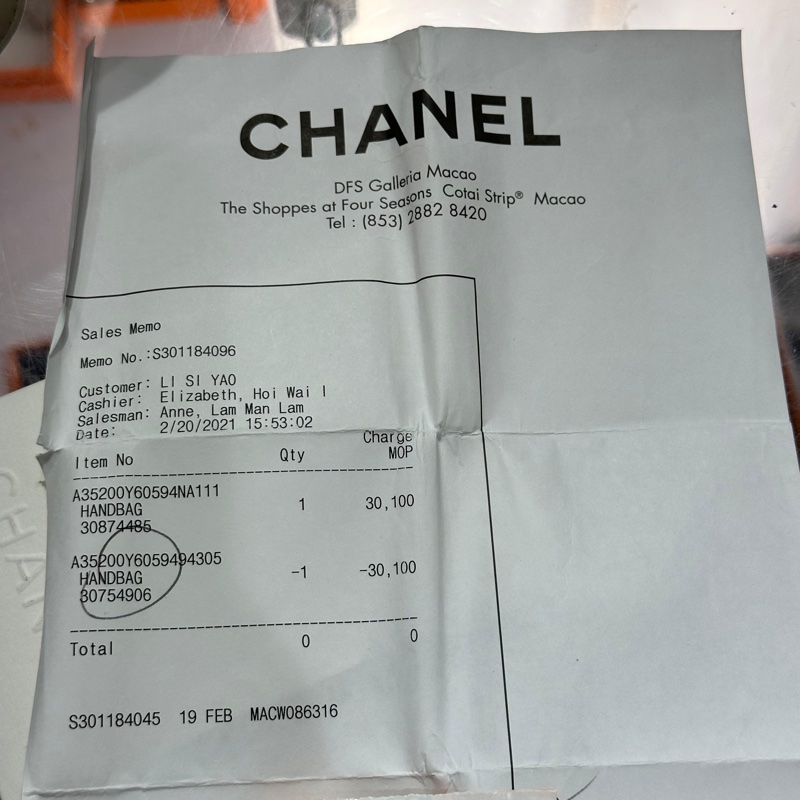 CHANEL
DFS Galleria Macao
The Shoppes at Four Seasons Cotai Strip® Macao
Tel : (853) 2882 8420
Sales Memo
Memo No.:S301184096
Customer: LI SI YAO
Cashier: Elizabeth, Hoi Wai I
Salesman: Anne, Lam Man Lam
Date: 2/20/2021 15:53:02
Item No Qty Charge MOP
A35200Y60594NA111
HANDBAG 1 30,100
30874485
A35200Y6059494305
HANDBAG -1 -30,100
30754906
Total 0 0
S301184045 19 FEB MACW086316
CHAN